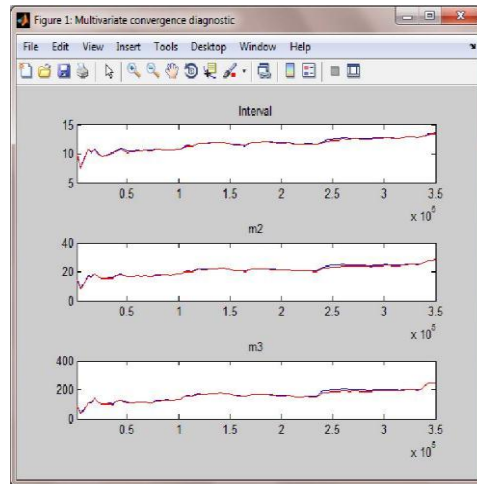 Figure 1: Multivariate convergence diagnostic
File Edit View Insert Tools Desktop Window Help
Interval
15
10
5
0.5 1 1.5 2 2.5 3 3.5
x 10
m2
40
20
0
0.5 1 1.5 2 2.5 3 3.5
x 10
m3
400
200
0
0.5 1 1.5 2 2.5 3 3.5
x 10